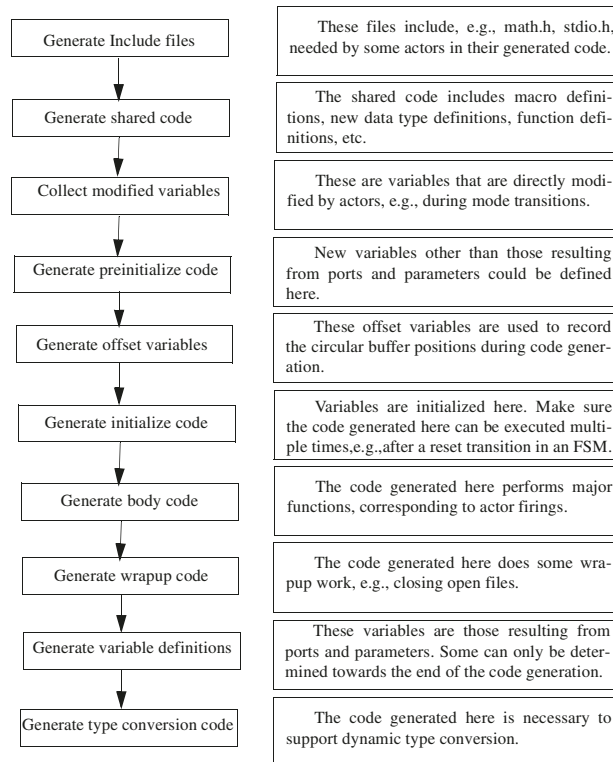 Generate Include files
These files include, e.g., math.h, stdio.h,
needed by some actors in their generated code.
Generate shared code
The shared code includes macro defini-
tions, new data type definitions, function defi-
nitions, etc.
Collect modified variables
These are variables that are directly modi-
fied by actors, e.g., during mode transitions.
Generate preinitialize code
New variables other than those resulting
from ports and parameters could be defined
here.
Generate offset variables
These offset variables are used to record
the circular buffer positions during code gener-
ation.
Generate initialize code
Variables are initialized here. Make sure
the code generated here can be executed multi-
ple times,e.g.,after a reset transition in an FSM.
Generate body code
The code generated here performs major
functions, corresponding to actor firings.
Generate wrapup code
The code generated here does some wra-
pup work, e.g., closing open files.
Generate variable definitions
These variables are those resulting from
ports and parameters. Some can only be deter-
mined towards the end of the code generation.
Generate type conversion code
The code generated here is necessary to
support dynamic type conversion.